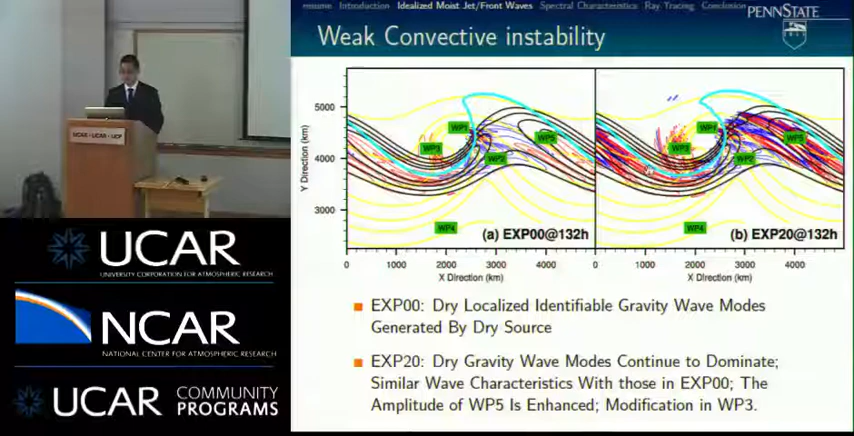 Introduction Idealized Moist Jet/Front Waves Spectral Characteristics Ray Tracing Conclusion
PENNSTATE
1855
Weak Convective instability
5000
4000
3000
Y Direction (km)
WP1
WP3
WP2
WP5
WP4
(a) EXP00@132h
WP1
WP3
WP2
WP5
WP4
(b) EXP20@132h
0 1000 2000 3000 4000 0 1000 2000 3000 4000
X Direction (km) X Direction (km)
EXP00: Dry Localized Identifiable Gravity Wave Modes
Generated By Dry Source
EXP20: Dry Gravity Wave Modes Continue to Dominate;
Similar Wave Characteristics With those in EXP00; The
Amplitude of WP5 Is Enhanced; Modification in WP3.
UCAR • UCAR • UCP
UCAR
UNIVERSITY CORPORATION FOR ATMOSPHERIC RESEARCH
NCAR
NATIONAL CENTER FOR ATMOSPHERIC RESEARCH
UCAR COMMUNITY
PROGRAMS